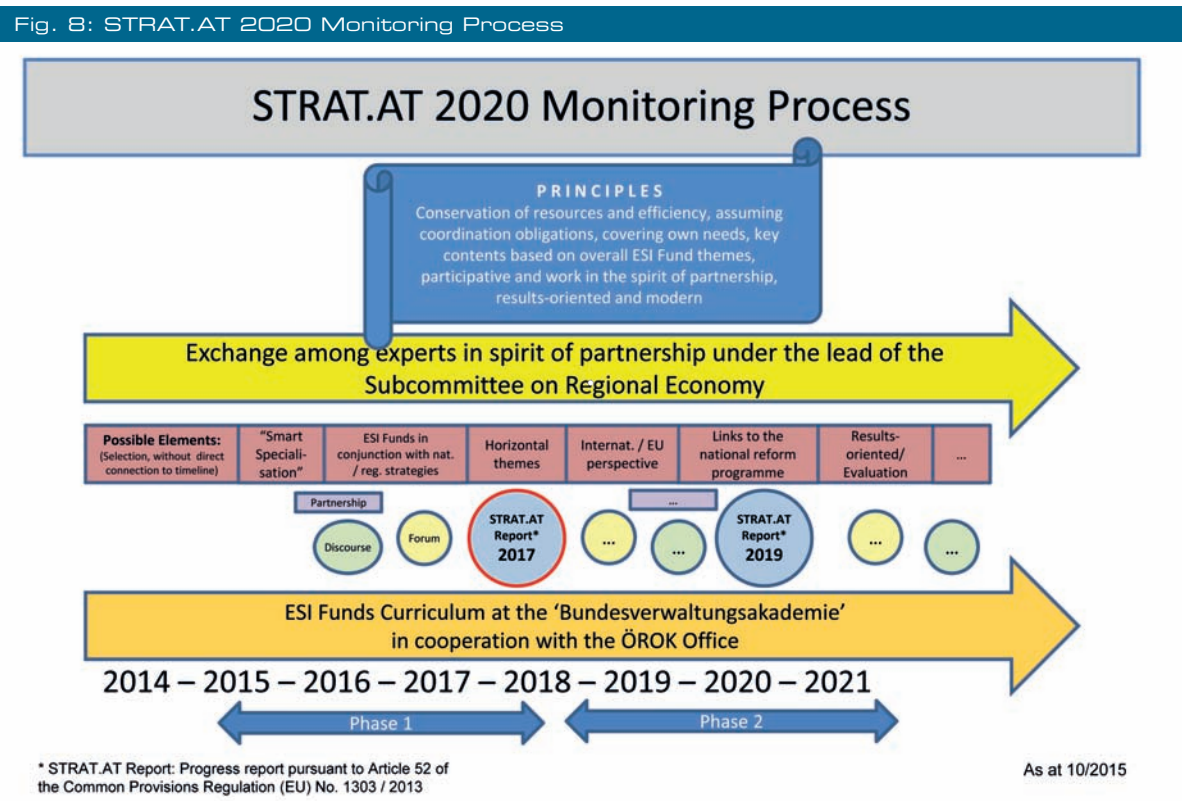 Fig. 8: STRAT.AT 2020 Monitoring Process
STRAT.AT 2020 Monitoring Process
PRINCIPLES
Conservation of resources and efficiency, assuming
coordination obligations, covering own needs, key
contents based on overall ESI Fund themes,
participative and work in the spirit of partnership,
results-oriented and modern
Exchange among experts in spirit of partnership under the lead of the
Subcommittee on Regional Economy
Possible Elements:
(Selection, without direct
connection to timeline)
"Smart
Speciali-
sation"
ESI Funds in
conjunction with nat.
/ reg. strategies
Horizontal
themes
Internat. / EU
perspective
Links to the
national reform
programme
Results-
oriented/
Evaluation
...
Partnership
Discourse
Forum
STRAT.AT
Report*
2017
...
...
...
STRAT.AT
Report*
2019
...
...
ESI Funds Curriculum at the ‘Bundesverwaltungsakademie’
in cooperation with the ÖROK Office
2014 – 2015 – 2016 – 2017 – 2018 – 2019 – 2020 – 2021
Phase 1
Phase 2
* STRAT.AT Report: Progress report pursuant to Article 52 of
the Common Provisions Regulation (EU) No. 1303 / 2013
As at 10/2015